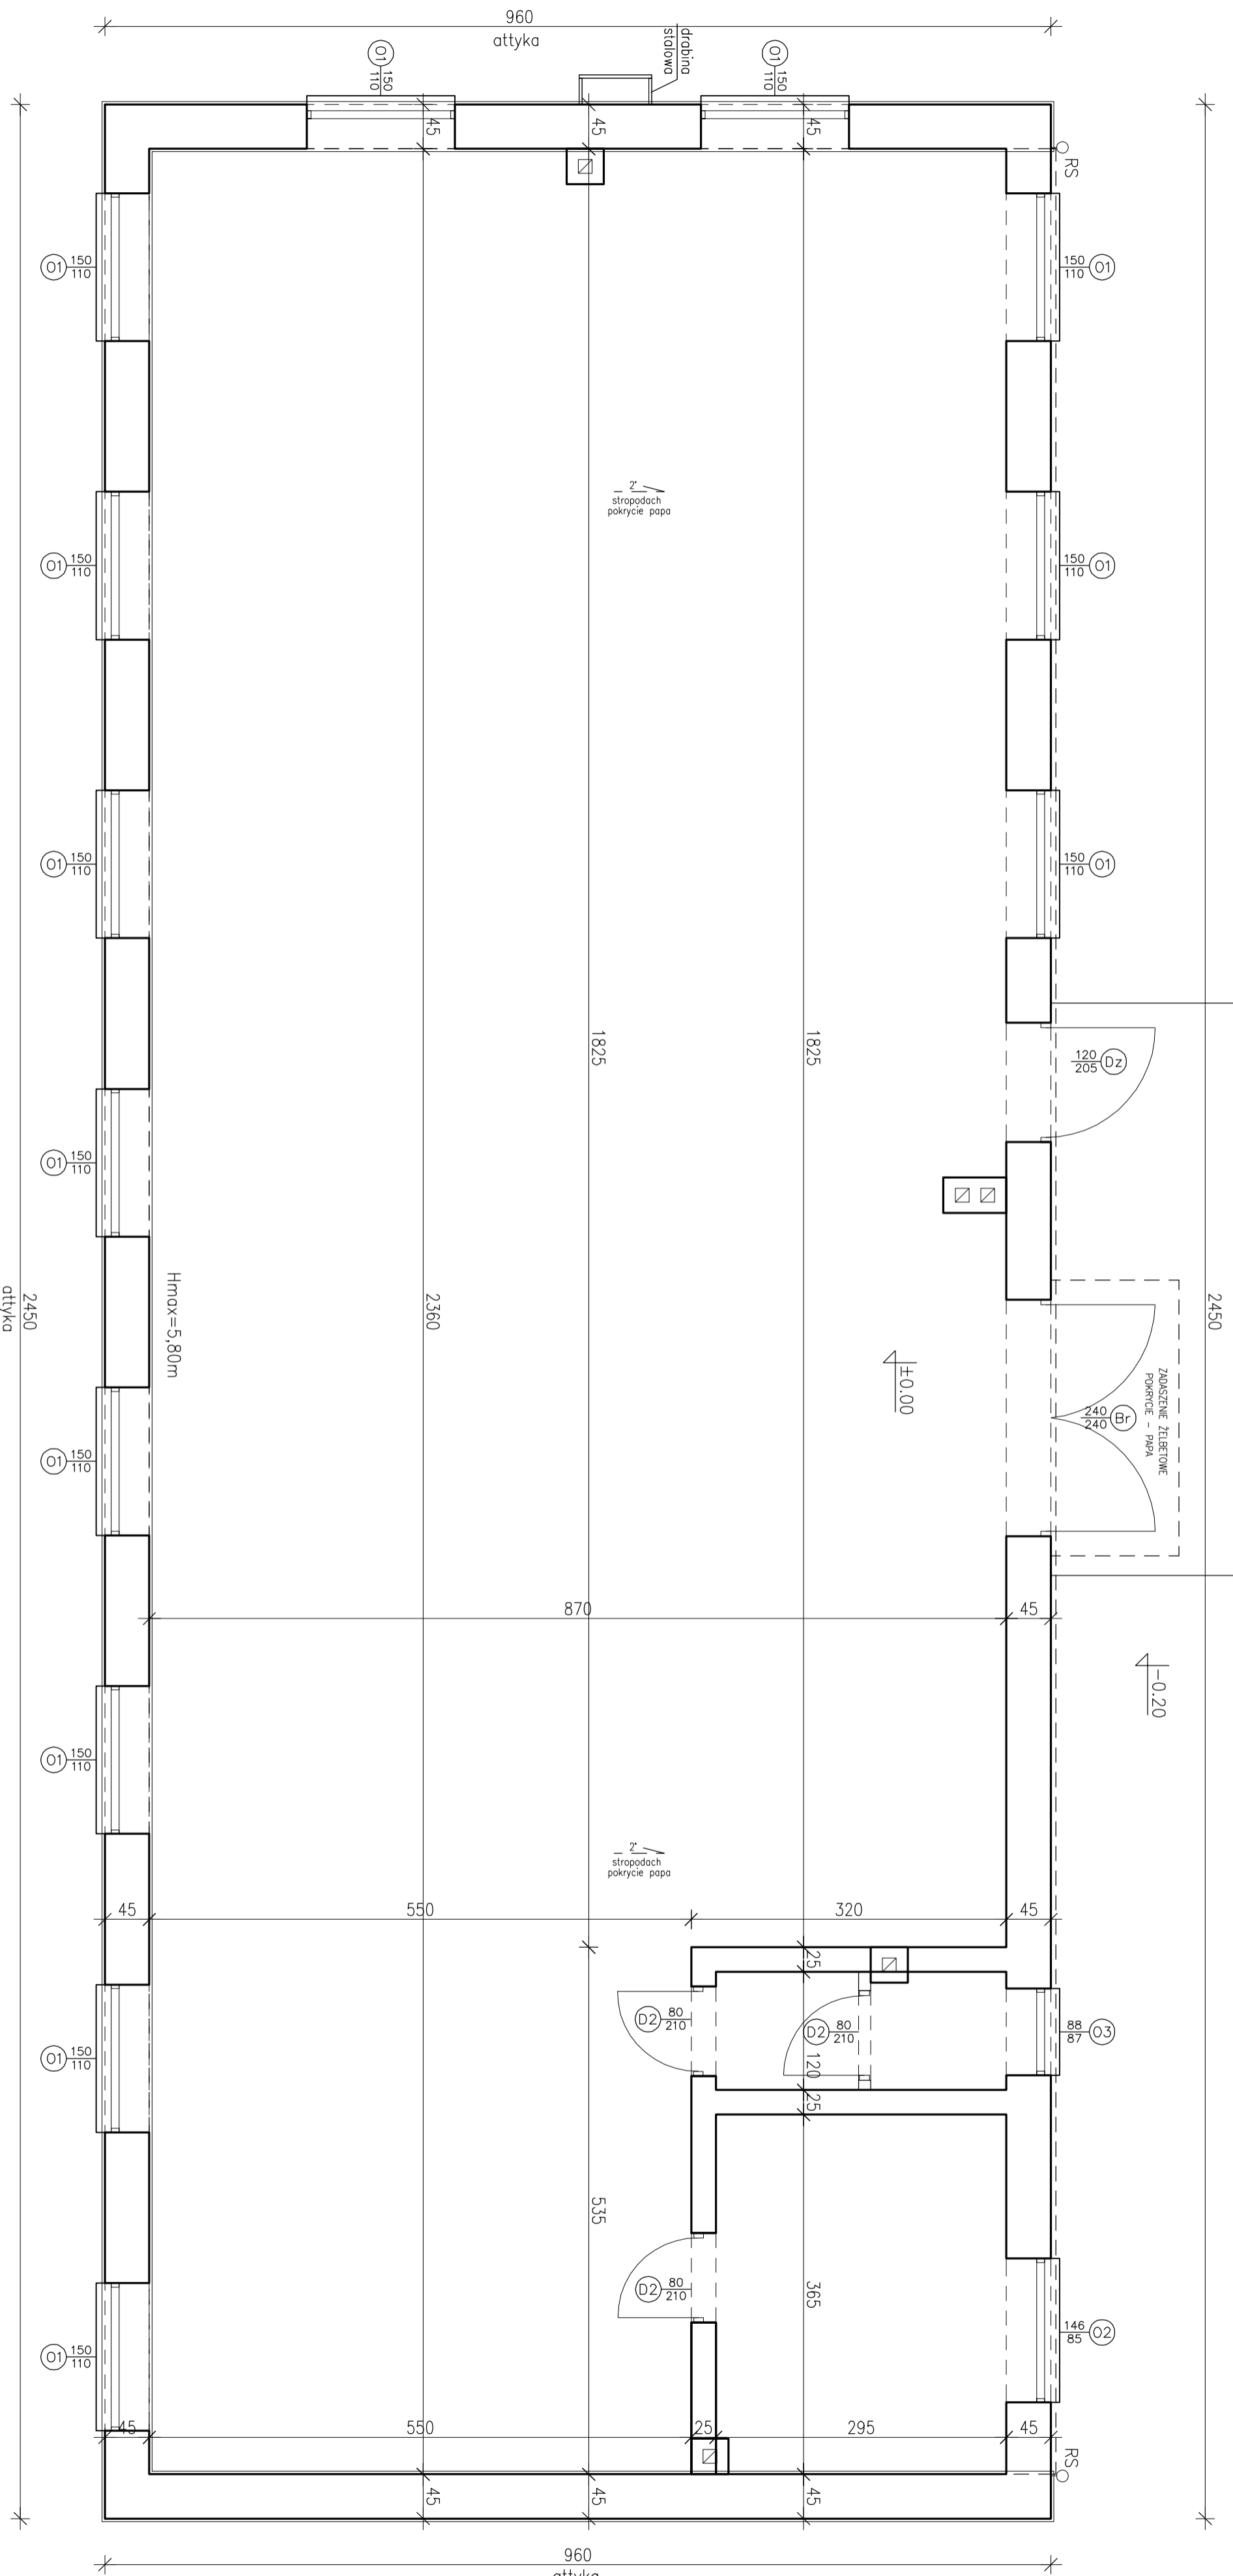 960
attyka
drabina
stalowa
O1 150
110
O1 150
110
45
45
45
RS
O1 150
110
150 O1
110
2°
stropodach
pokrycie papa
O1 150
110
150 O1
110
O1 150
110
150 O1
110
1825
1825
120 Dz
205
O1 150
110
2450
attyka
Hmax=5,80m
2360
±0.00
2450
ZADASZENIE ŻELBETOWE
POKRYCIE - PAPA
240 Br
240
O1 150
110
870
45
-0.20
O1 150
110
2°
stropodach
pokrycie papa
45
550
320
45
25
D2 80
210
D2 80
210
88 O3
87
120
25
O1 150
110
535
D2 80
210
365
146 O2
85
O1 150
110
45
550
25
295
45
RS
45
45
45
960
attyka